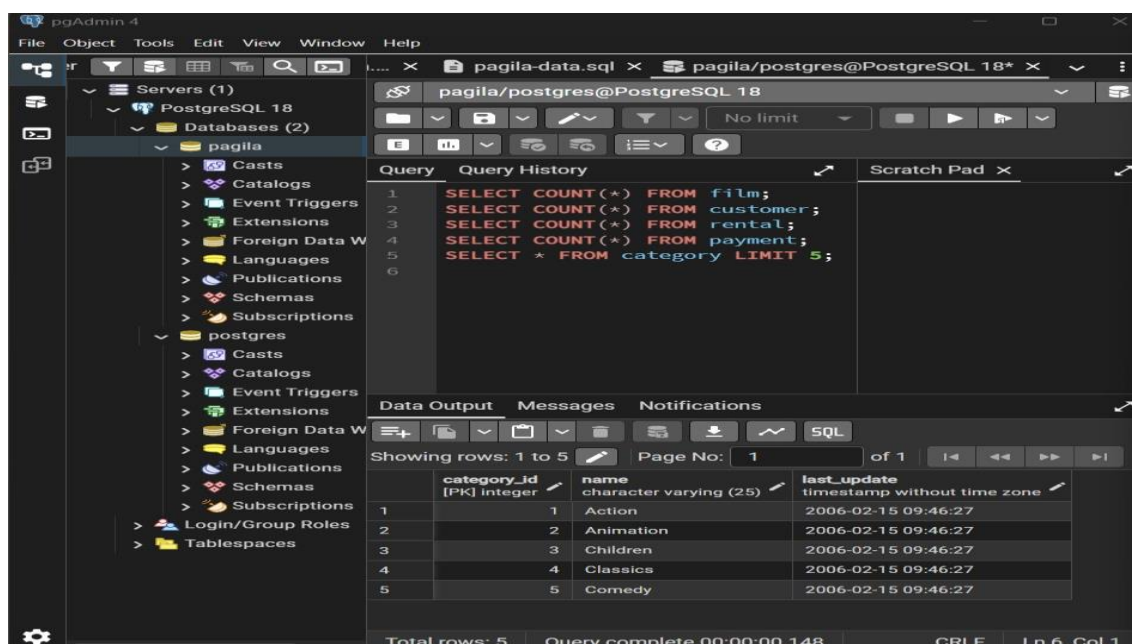 pgAdmin 4
File Object Tools Edit View Window Help
Servers (1)
PostgreSQL 18
Databases (2)
pagila
Casts
Catalogs
Event Triggers
Extensions
Foreign Data W
Languages
Publications
Schemas
Subscriptions
postgres
Casts
Catalogs
Event Triggers
Extensions
Foreign Data W
Languages
Publications
Schemas
Subscriptions
Login/Group Roles
Tablespaces
pagila-data.sql pagila/postgres@PostgreSQL 18*
pagila/postgres@PostgreSQL 18
No limit
E
Query Query History Scratch Pad
1 SELECT COUNT(*) FROM film;
2 SELECT COUNT(*) FROM customer;
3 SELECT COUNT(*) FROM rental;
4 SELECT COUNT(*) FROM payment;
5 SELECT * FROM category LIMIT 5;
6
Data Output Messages Notifications
SQL
Showing rows: 1 to 5 Page No: 1 of 1
category_id name last_update
[PK] integer character varying (25) timestamp without time zone
1 1 Action 2006-02-15 09:46:27
2 2 Animation 2006-02-15 09:46:27
3 3 Children 2006-02-15 09:46:27
4 4 Classics 2006-02-15 09:46:27
5 5 Comedy 2006-02-15 09:46:27
Total rows: 5 Query complete 00:00:00.148 CRLF Ln 6, Col 1